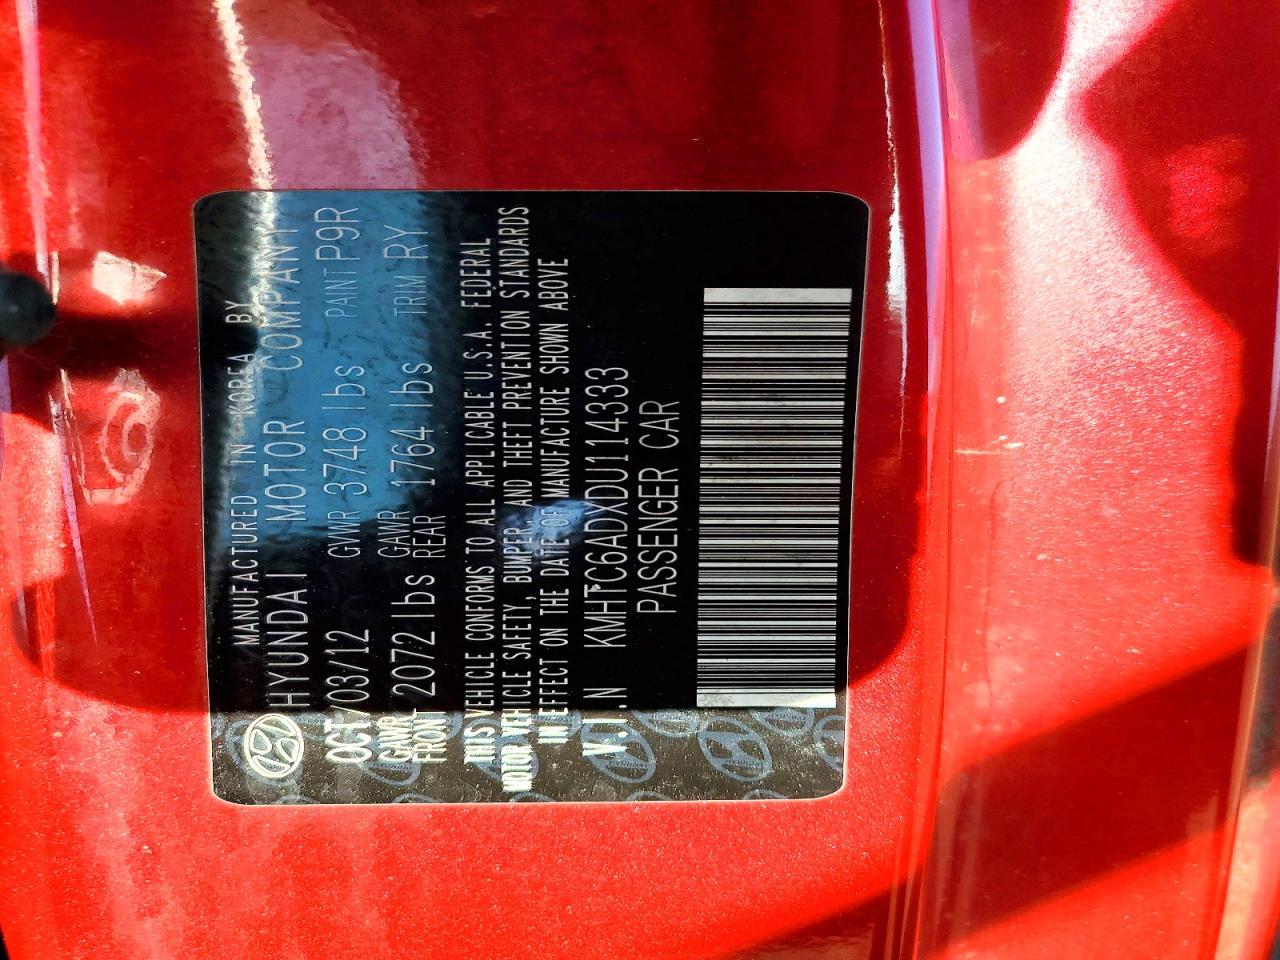 MANUFACTURED IN KOREA BY
HYUNDAI MOTOR COMPANY
OCT/03/12 GVWR 3748 lbs PAINT P9R
GAWR FRONT 2072 lbs GAWR REAR 1764 lbs TRIM RY
THIS VEHICLE CONFORMS TO ALL APPLICABLE U.S.A. FEDERAL
MOTOR VEHICLE SAFETY, BUMPER, AND THEFT PREVENTION STANDARDS
IN EFFECT ON THE DATE OF MANUFACTURE SHOWN ABOVE
V.I.N KMHTC6ADXDU114333
PASSENGER CAR